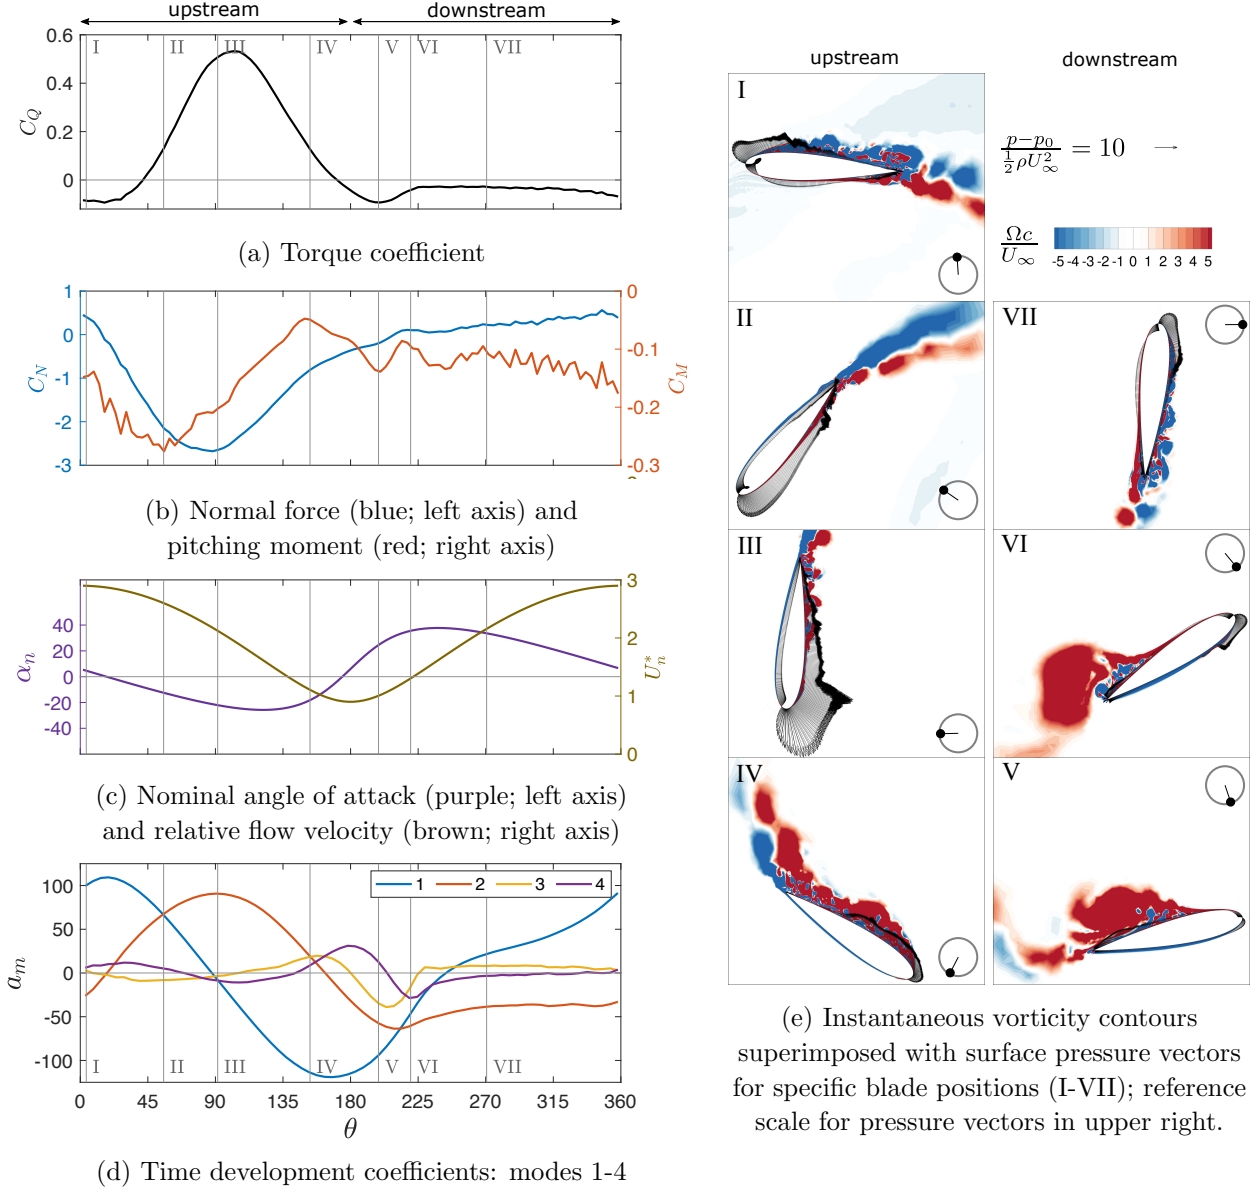 upstream downstream
I II III IV V VI VII
0.6
0.4
0.2
0
C_Q
(a) Torque coefficient
1
0
-1
-2
-3
C_N
0
-0.1
-0.2
-0.3
C_M
(b) Normal force (blue; left axis) and
pitching moment (red; right axis)
40
20
0
-20
-40
α_n
3
2
1
0
U_n^*
(c) Nominal angle of attack (purple; left axis)
and relative flow velocity (brown; right axis)
1 2 3 4
100
50
0
-50
-100
a_m
I II III IV V VI VII
0 45 90 135 180 225 270 315 360
θ
(d) Time development coefficients: modes 1-4
upstream downstream
I
p−p_0 / ½ρU_∞^2 = 10 →
Ωc / U_∞
-5 -4 -3 -2 -1 0 1 2 3 4 5
II VII
III VI
IV V
(e) Instantaneous vorticity contours
superimposed with surface pressure vectors
for specific blade positions (I-VII); reference
scale for pressure vectors in upper right.